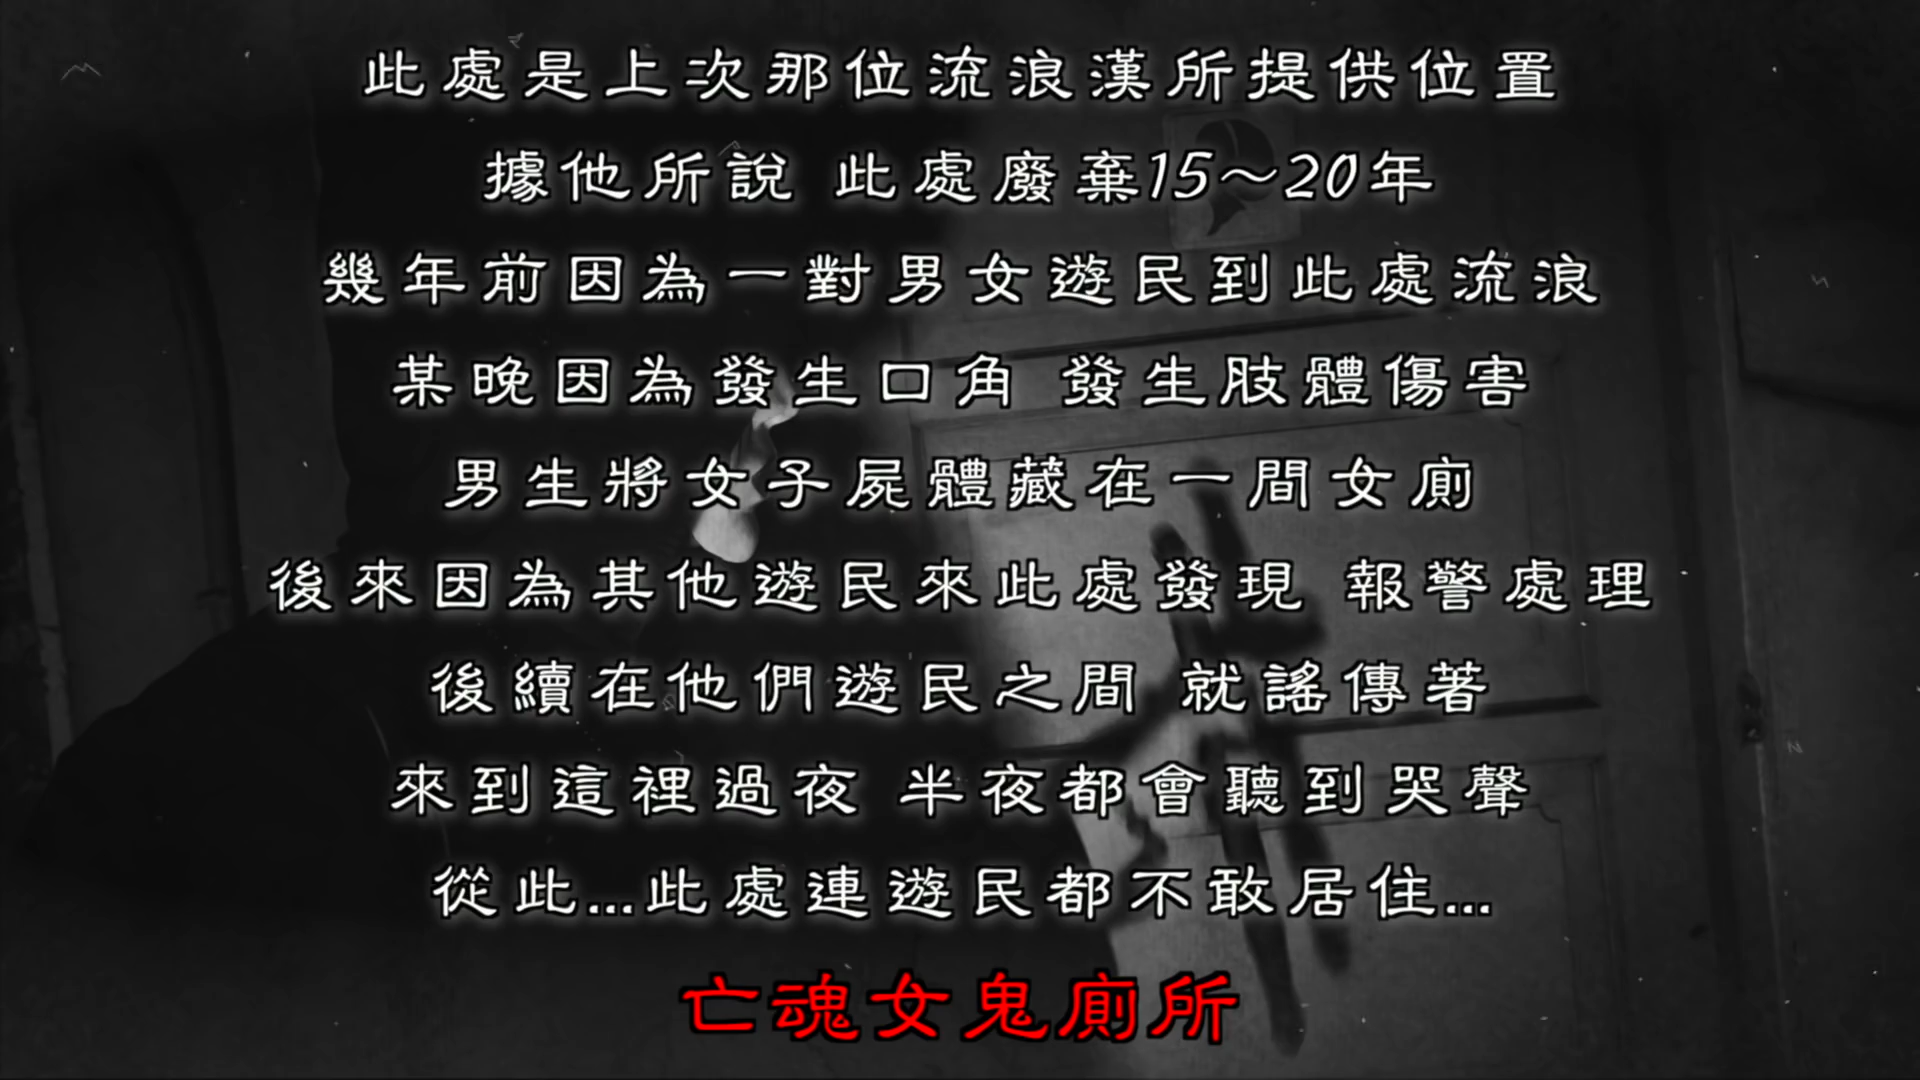 此處是上次那位流浪漢所提供位置
據他所說 此處廢棄15～20年
幾年前因為一對男女遊民到此處流浪
某晚因為發生口角 發生肢體傷害
男生將女子屍體藏在一間女廁
後來因為其他遊民來此處發現 報警處理
後續在他們遊民之間 就謠傳著
來到這裡過夜 半夜都會聽到哭聲
從此...此處連遊民都不敢居住...
亡魂女鬼廁所